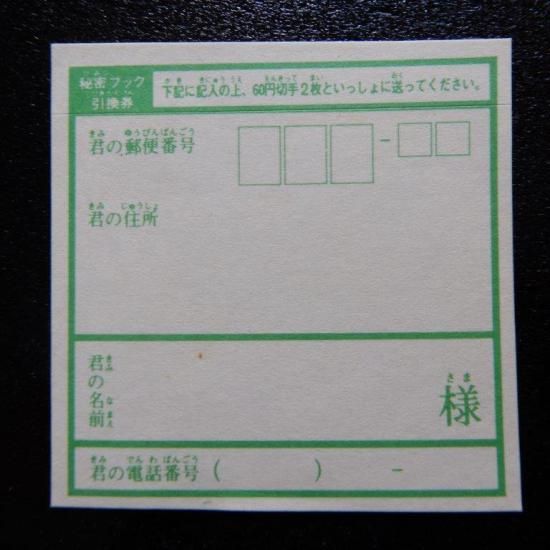 秘密ブック
引換券
下記に記入の上、60円切手2枚といっしょに送ってください。
君の郵便番号 -
君の住所
君の名前
様
君の電話番号 ( ) -